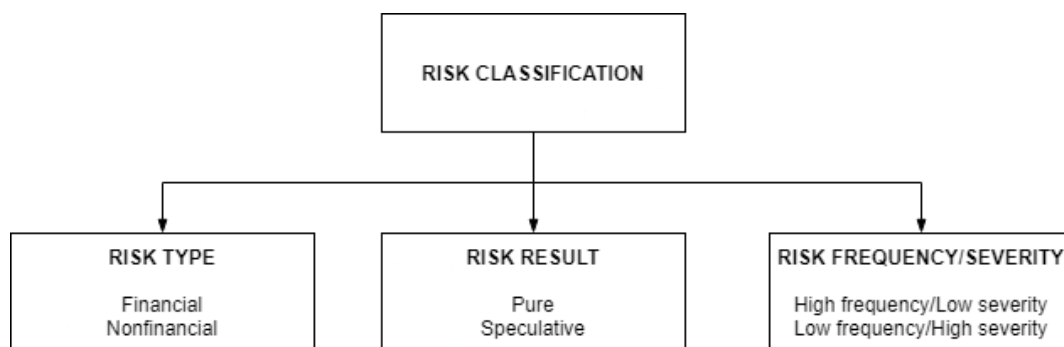 RISK CLASSIFICATION
RISK TYPE
Financial
Nonfinancial
RISK RESULT
Pure
Speculative
RISK FREQUENCY/SEVERITY
High frequency/Low severity
Low frequency/High severity